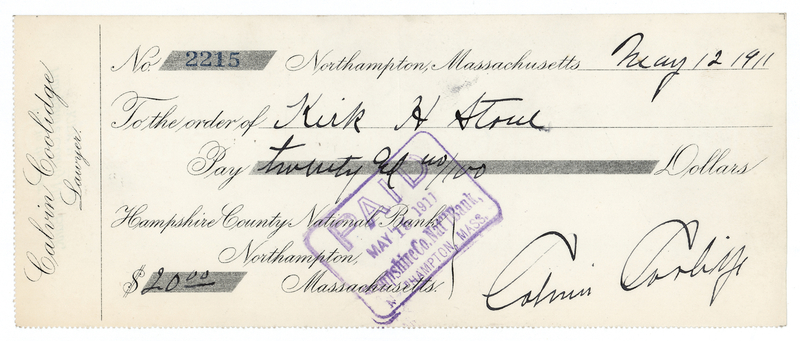 Calvin Coolidge
Lawyer.
No. 2215 Northampton, Massachusetts May 12 1911
To the order of Kirk H Stone
Pay twenty & no/100 Dollars
Hampshire County National Bank
Northampton,
Massachusetts.
$20.00
Calvin Coolidge
PAID
MAY 1911
Hampshire Co. Nat'l Bank,
NORTHAMPTON, MASS.